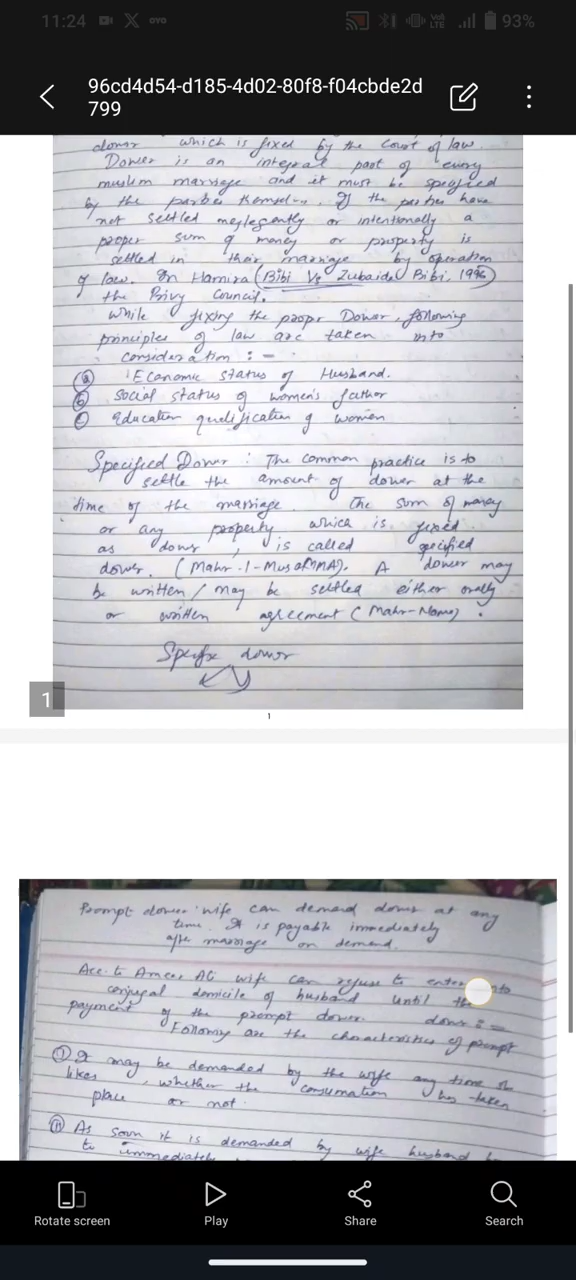 11:24
93%
96cd4d54-d185-4d02-80f8-f04cbde2d
799
dower which is fixed by the Court of law.
Dower is an integral part of every
muslim marriage and it must be specified
by the parties themselves. If the parties have
not settled neglegently or intentionally a
proper sum of money or property is
settled in their marriage by operation
of law. In Hamira (Bibi Vs Zubaida Bibi, 1996)
the Privy Council.
While fixing the proper Dower, following
principles of law are taken into
consideration : -
(a) Economic status of Husband.
(b) Social status of women's father
(c) Education qualification of women
Specified Dower : The common practice is to
settle the amount of dower at the
time of the marriage. The sum of money
or any property which is fixed
as dower, is called specified
dower. (Mahr-I-Musamma). A dower may
be written / may be settled either orally
or written agreement (Mahr-Nama).
dower
1
1
Prompt dower: wife can demand dower at any
time. It is payable immediately
after marriage on demand.
Acc. to Ameer Ali wife can refuse to enter into
conjugal domicile of husband until the
payment of the prompt dower.
dower : =
Following are the characteristics of prompt
(i) It may be demanded by the wife any time she
likes, whether the consumation has taken
place or not.
(ii) As soon it is demanded by wife husband
to immediately
Rotate screen
Play
Share
Search